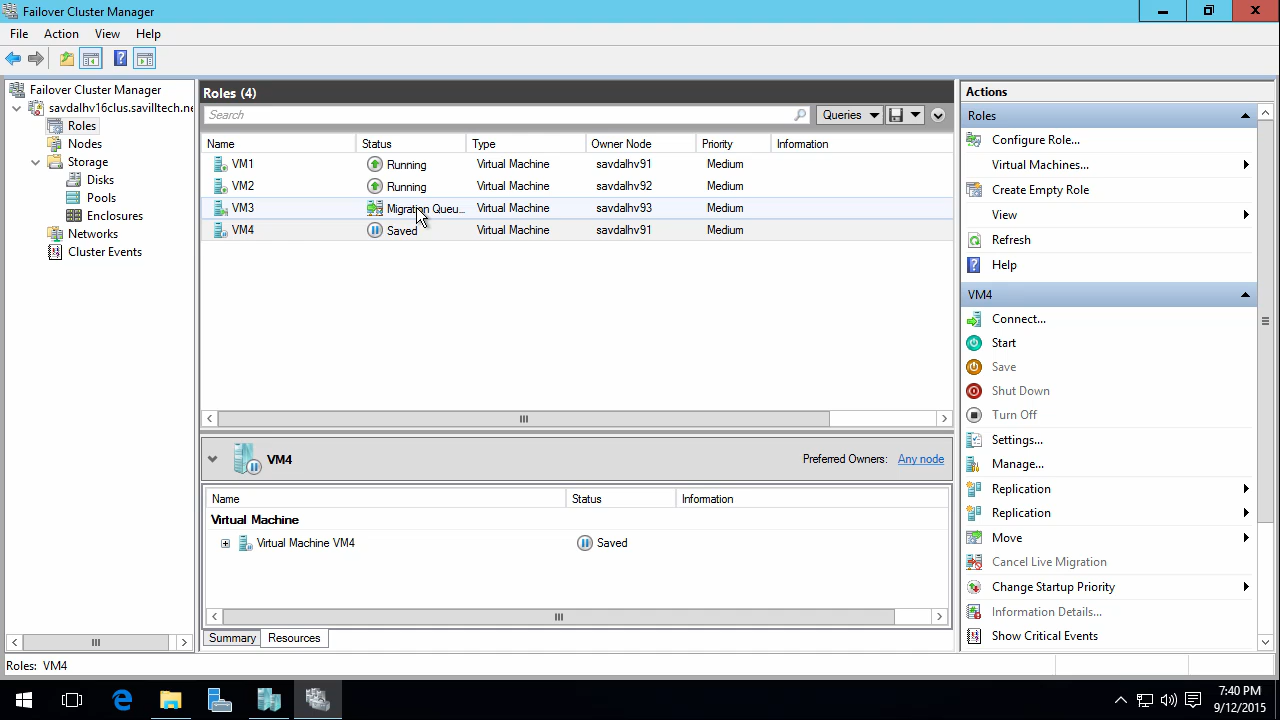 Failover Cluster Manager
File Action View Help
Failover Cluster Manager
savdalhv16clus.savilltech.ne
Roles
Nodes
Storage
Disks
Pools
Enclosures
Networks
Cluster Events
Roles (4)
Search
Queries
Name Status Type Owner Node Priority Information
VM1 Running Virtual Machine savdalhv91 Medium
VM2 Running Virtual Machine savdalhv92 Medium
VM3 Migration Queu... Virtual Machine savdalhv93 Medium
VM4 Saved Virtual Machine savdalhv91 Medium
VM4 Preferred Owners: Any node
Name Status Information
Virtual Machine
Virtual Machine VM4 Saved
Summary Resources
Actions
Roles
Configure Role...
Virtual Machines...
Create Empty Role
View
Refresh
Help
VM4
Connect...
Start
Save
Shut Down
Turn Off
Settings...
Manage...
Replication
Replication
Move
Cancel Live Migration
Change Startup Priority
Information Details...
Show Critical Events
Roles: VM4
7:40 PM
9/12/2015